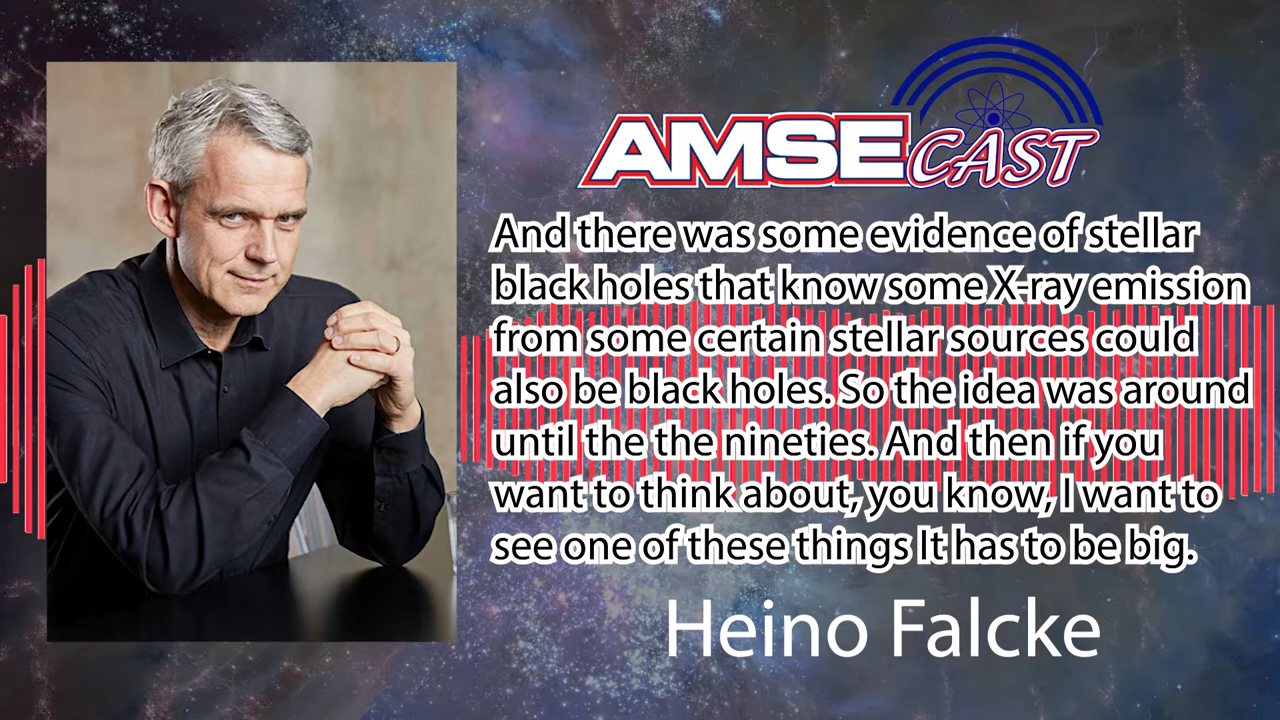 AMSE CAST
And there was some evidence of stellar
black holes that know some X-ray emission
from some certain stellar sources could
also be black holes. So the idea was around
until the the nineties. And then if you
want to think about, you know, I want to
see one of these things It has to be big.
Heino Falcke